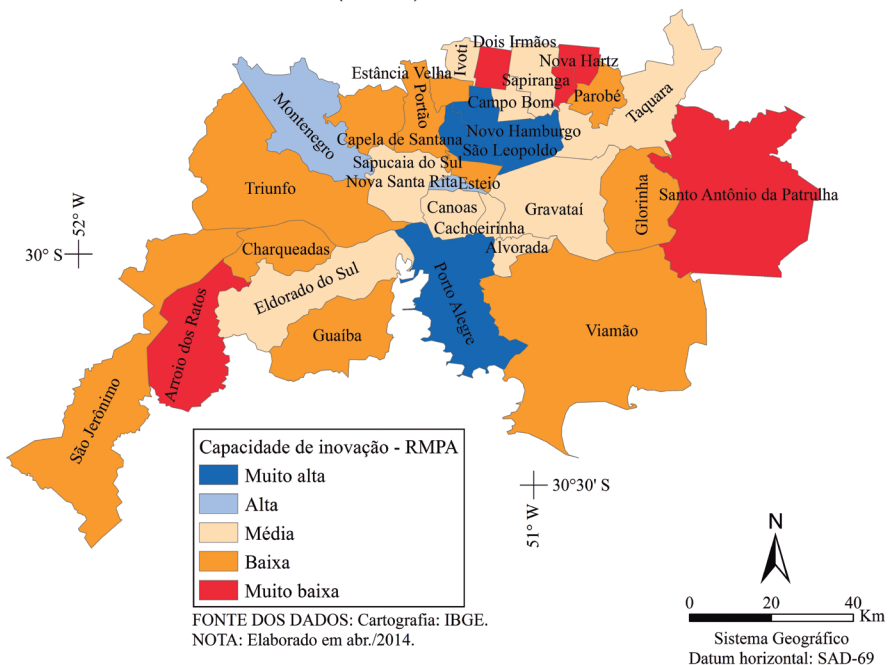 Dois Irmãos
Ivoti
Nova Hartz
Estância Velha
Sapiranga
Portão
Campo Bom
Parobé
Taquara
Montenegro
Novo Hamburgo
Capela de Santana
São Leopoldo
Sapucaia do Sul
Nova Santa Rita
Esteio
Triunfo
Santo Antônio da Patrulha
Glorinha
Canoas
Gravataí
Cachoeirinha
Alvorada
52° W
30° S
Charqueadas
Eldorado do Sul
Porto Alegre
Arroio dos Ratos
Guaíba
Viamão
São Jerônimo
Capacidade de inovação - RMPA
Muito alta
Alta
Média
Baixa
Muito baixa
30°30' S
51° W
N
0 20 40
Km
FONTE DOS DADOS: Cartografia: IBGE.
NOTA: Elaborado em abr./2014.
Sistema Geográfico
Datum horizontal: SAD-69